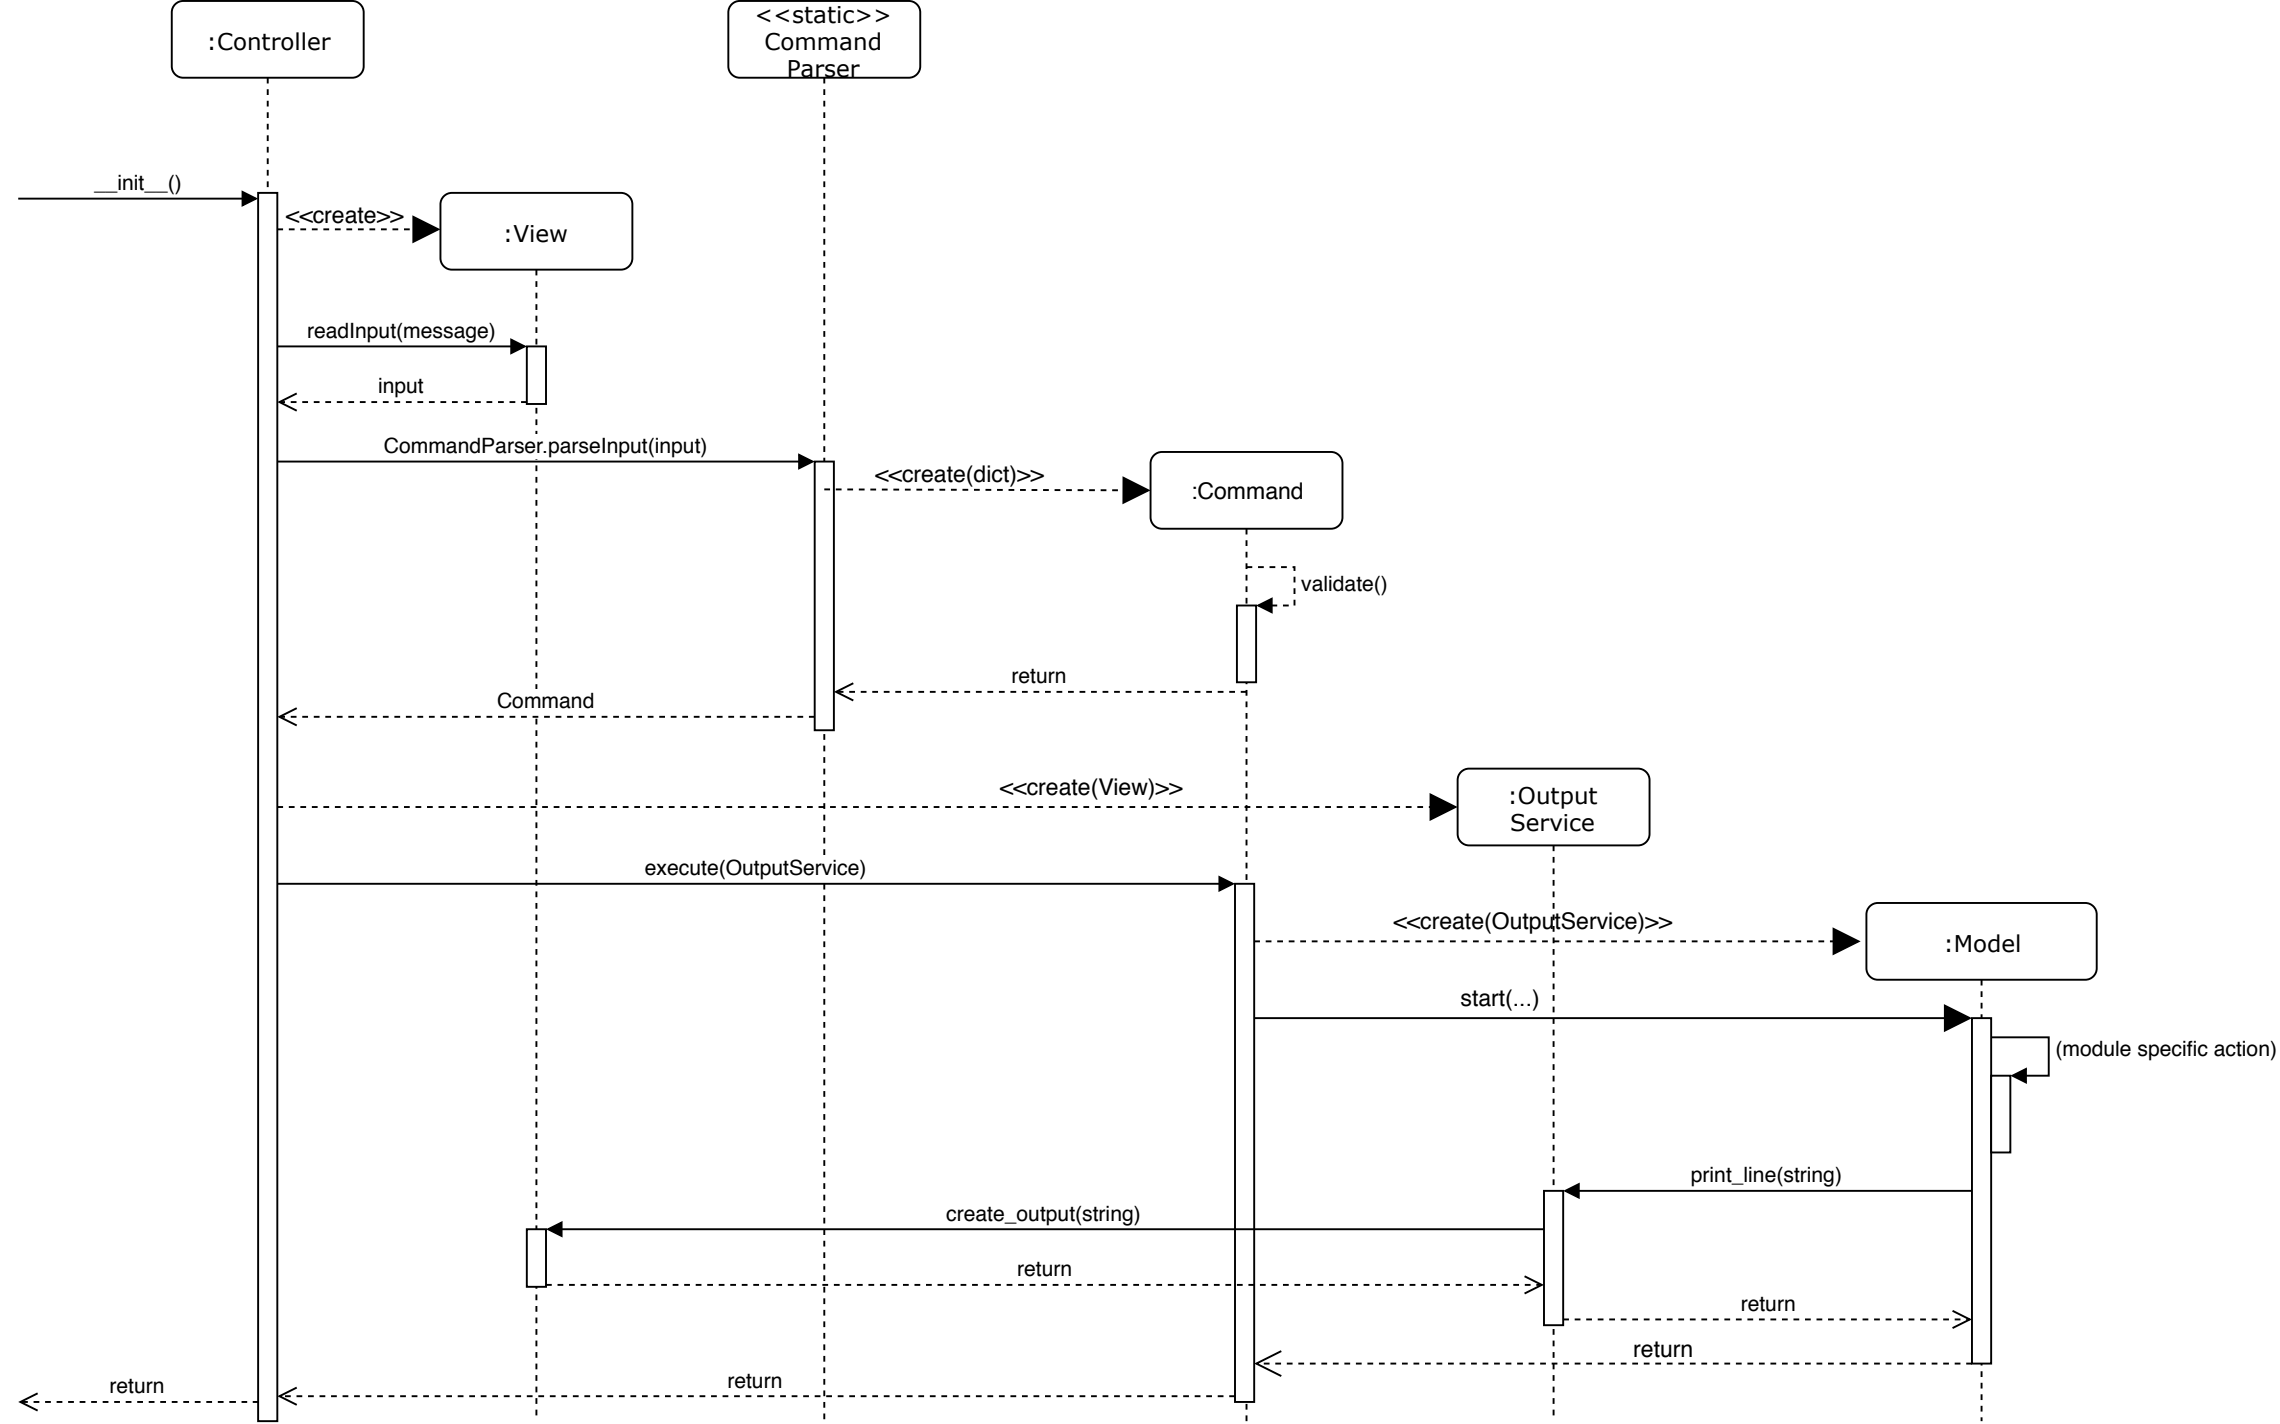 :Controller
<<static>>
Command
Parser
__init__()
<<create>>
:View
readInput(message)
input
CommandParser.parseInput(input)
<<create(dict)>>
:Command
validate()
return
Command
<<create(View)>>
:Output
Service
execute(OutputService)
<<create(OutputService)>>
:Model
start(...)
(module specific action)
print_line(string)
create_output(string)
return
return
return
return
return